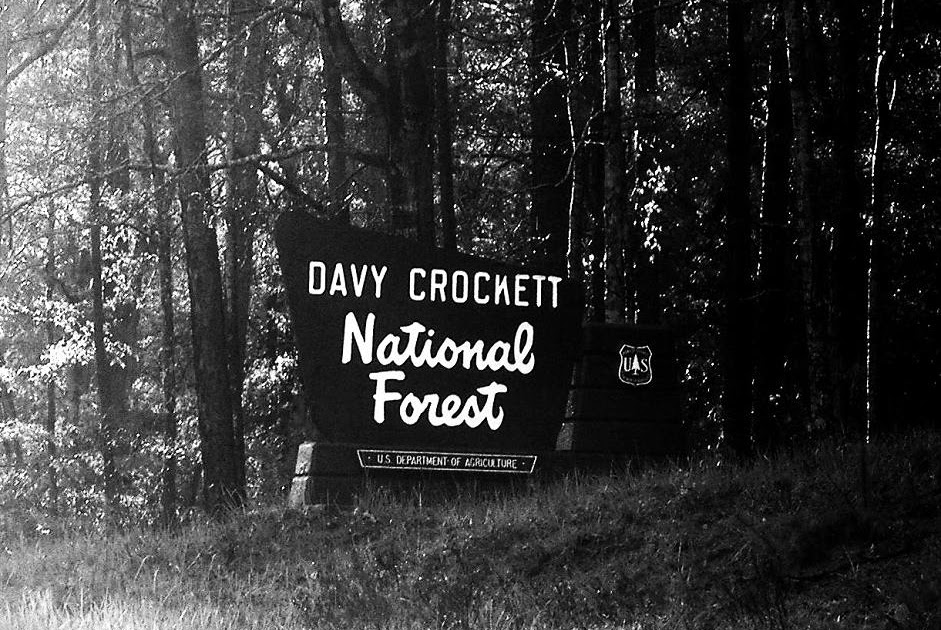 DAVY CROCKETT
National
Forest
U.S. DEPARTMENT OF AGRICULTURE
U S